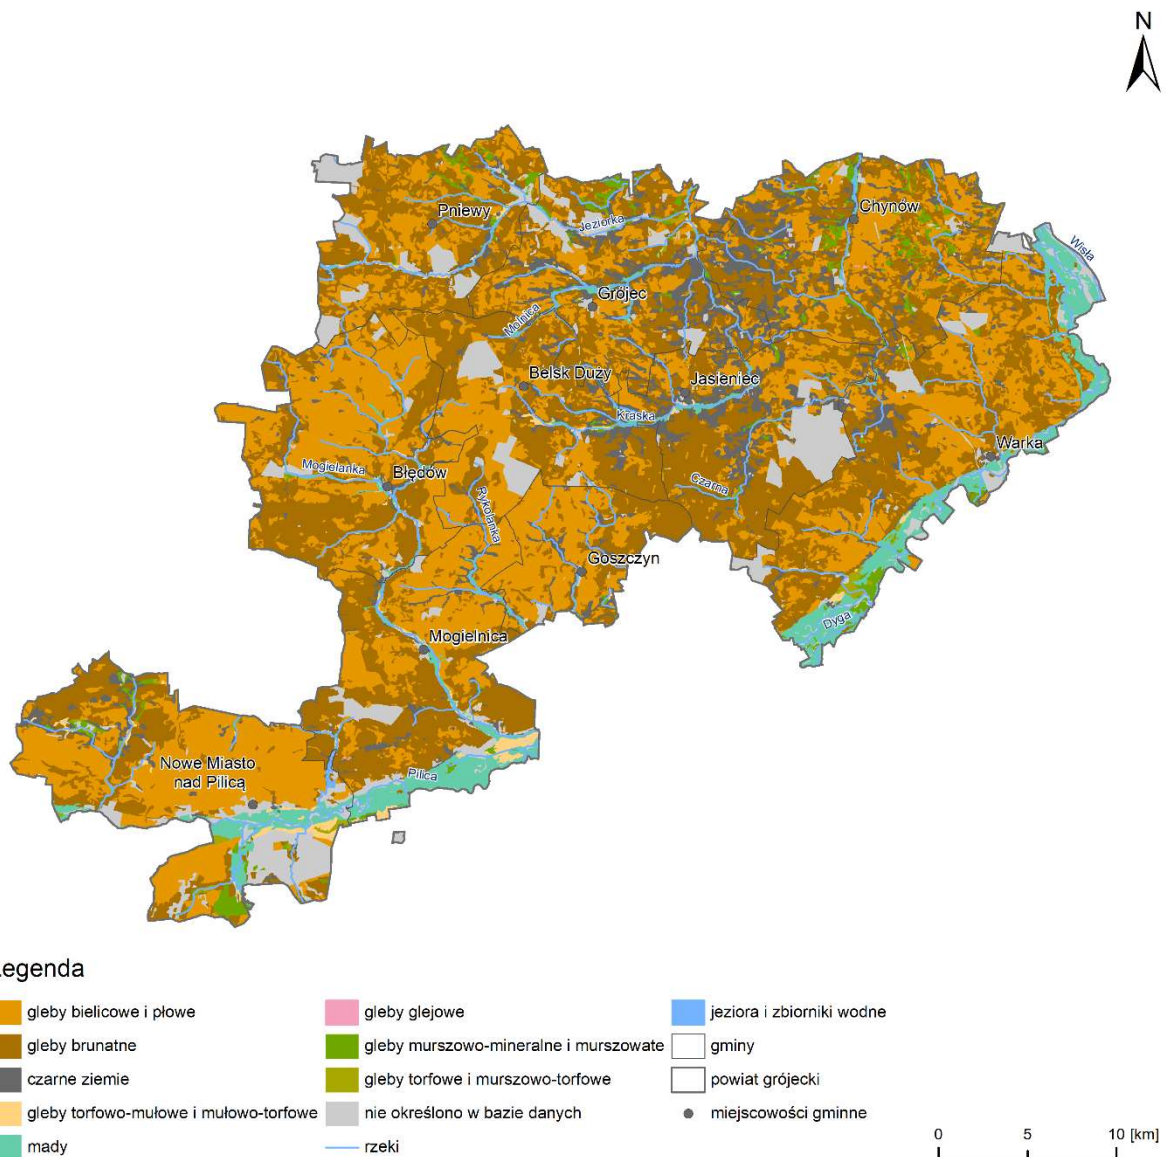 N
Pniewy
Chynów
Jeziorka
Wisła
Grójec
Molnica
Belsk Duży
Jasieniec
Kraska
Warka
Mogielanka
Błędów
Czarna
Rykolanka
Goszczyn
Dyga
Mogielnica
Nowe Miasto
nad Pilicą
Pilica
egenda
gleby bielicowe i płowe
gleby brunatne
czarne ziemie
gleby torfowo-mułowe i mułowo-torfowe
mady
gleby glejowe
gleby murszowo-mineralne i murszowate
gleby torfowe i murszowo-torfowe
nie określono w bazie danych
rzeki
jeziora i zbiorniki wodne
gminy
powiat grójecki
miejscowości gminne
0 5 10 [km]